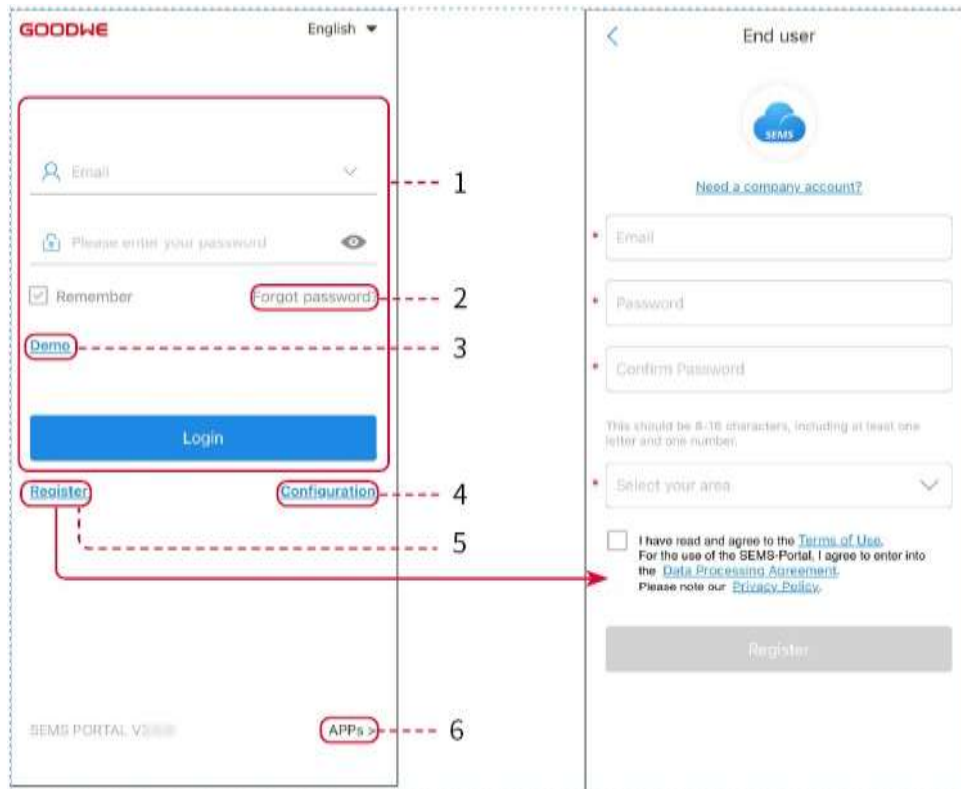 GOODWE
English
Email
1
Please enter your password
Remember
Forgot password?
2
Demo
3
Login
Register
Configuration
4
5
SEMS PORTAL V
APPs >
6
End user
SEMS
Need a company account?
* Email
* Password
* Confirm Password
This should be 8-16 characters, including at least one
letter and one number.
* Select your area
I have read and agree to the Terms of Use.
For the use of the SEMS-Portal, I agree to enter into
the Data Processing Agreement.
Please note our Privacy Policy.
Register